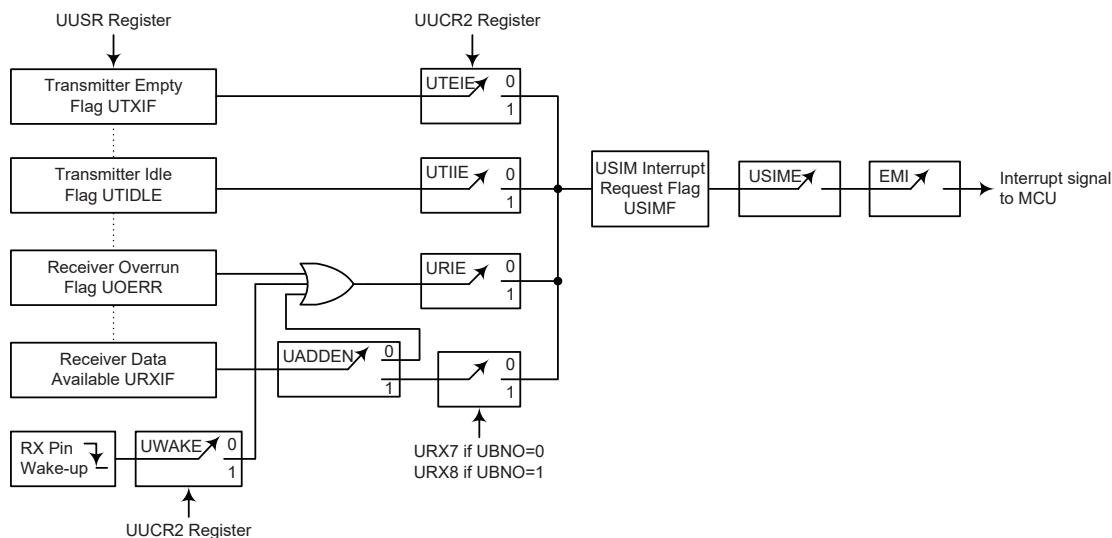 UUSR Register
UUCR2 Register
Transmitter Empty
Flag UTXIF
UTEIE
0
1
Transmitter Idle
Flag UTIDLE
UTIIE
0
1
USIM Interrupt
Request Flag
USIMF
USIME
EMI
Interrupt signal
to MCU
Receiver Overrun
Flag UOERR
URIE
0
1
Receiver Data
Available URXIF
UADDEN
0
1
0
1
RX Pin
Wake-up
UWAKE
0
1
URX7 if UBNO=0
URX8 if UBNO=1
UUCR2 Register